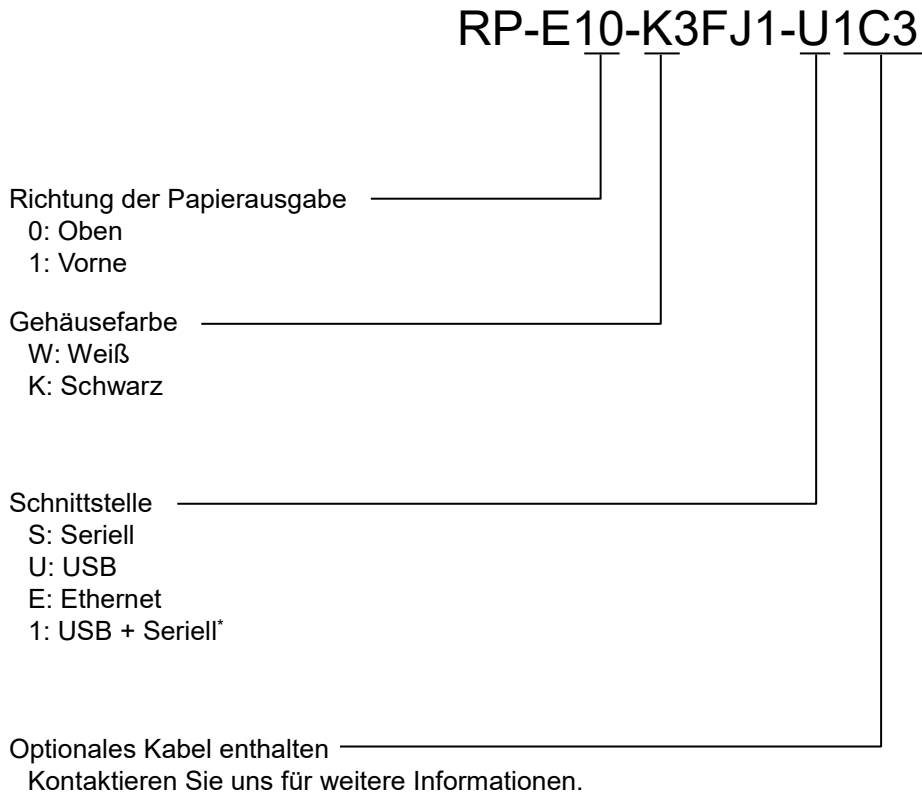 RP-E10-K3FJ1-U1C3
Richtung der Papierausgabe
0: Oben
1: Vorne
Gehäusefarbe
W: Weiß
K: Schwarz
Schnittstelle
S: Seriell
U: USB
E: Ethernet
1: USB + Seriell*
Optionales Kabel enthalten
Kontaktieren Sie uns für weitere Informationen.